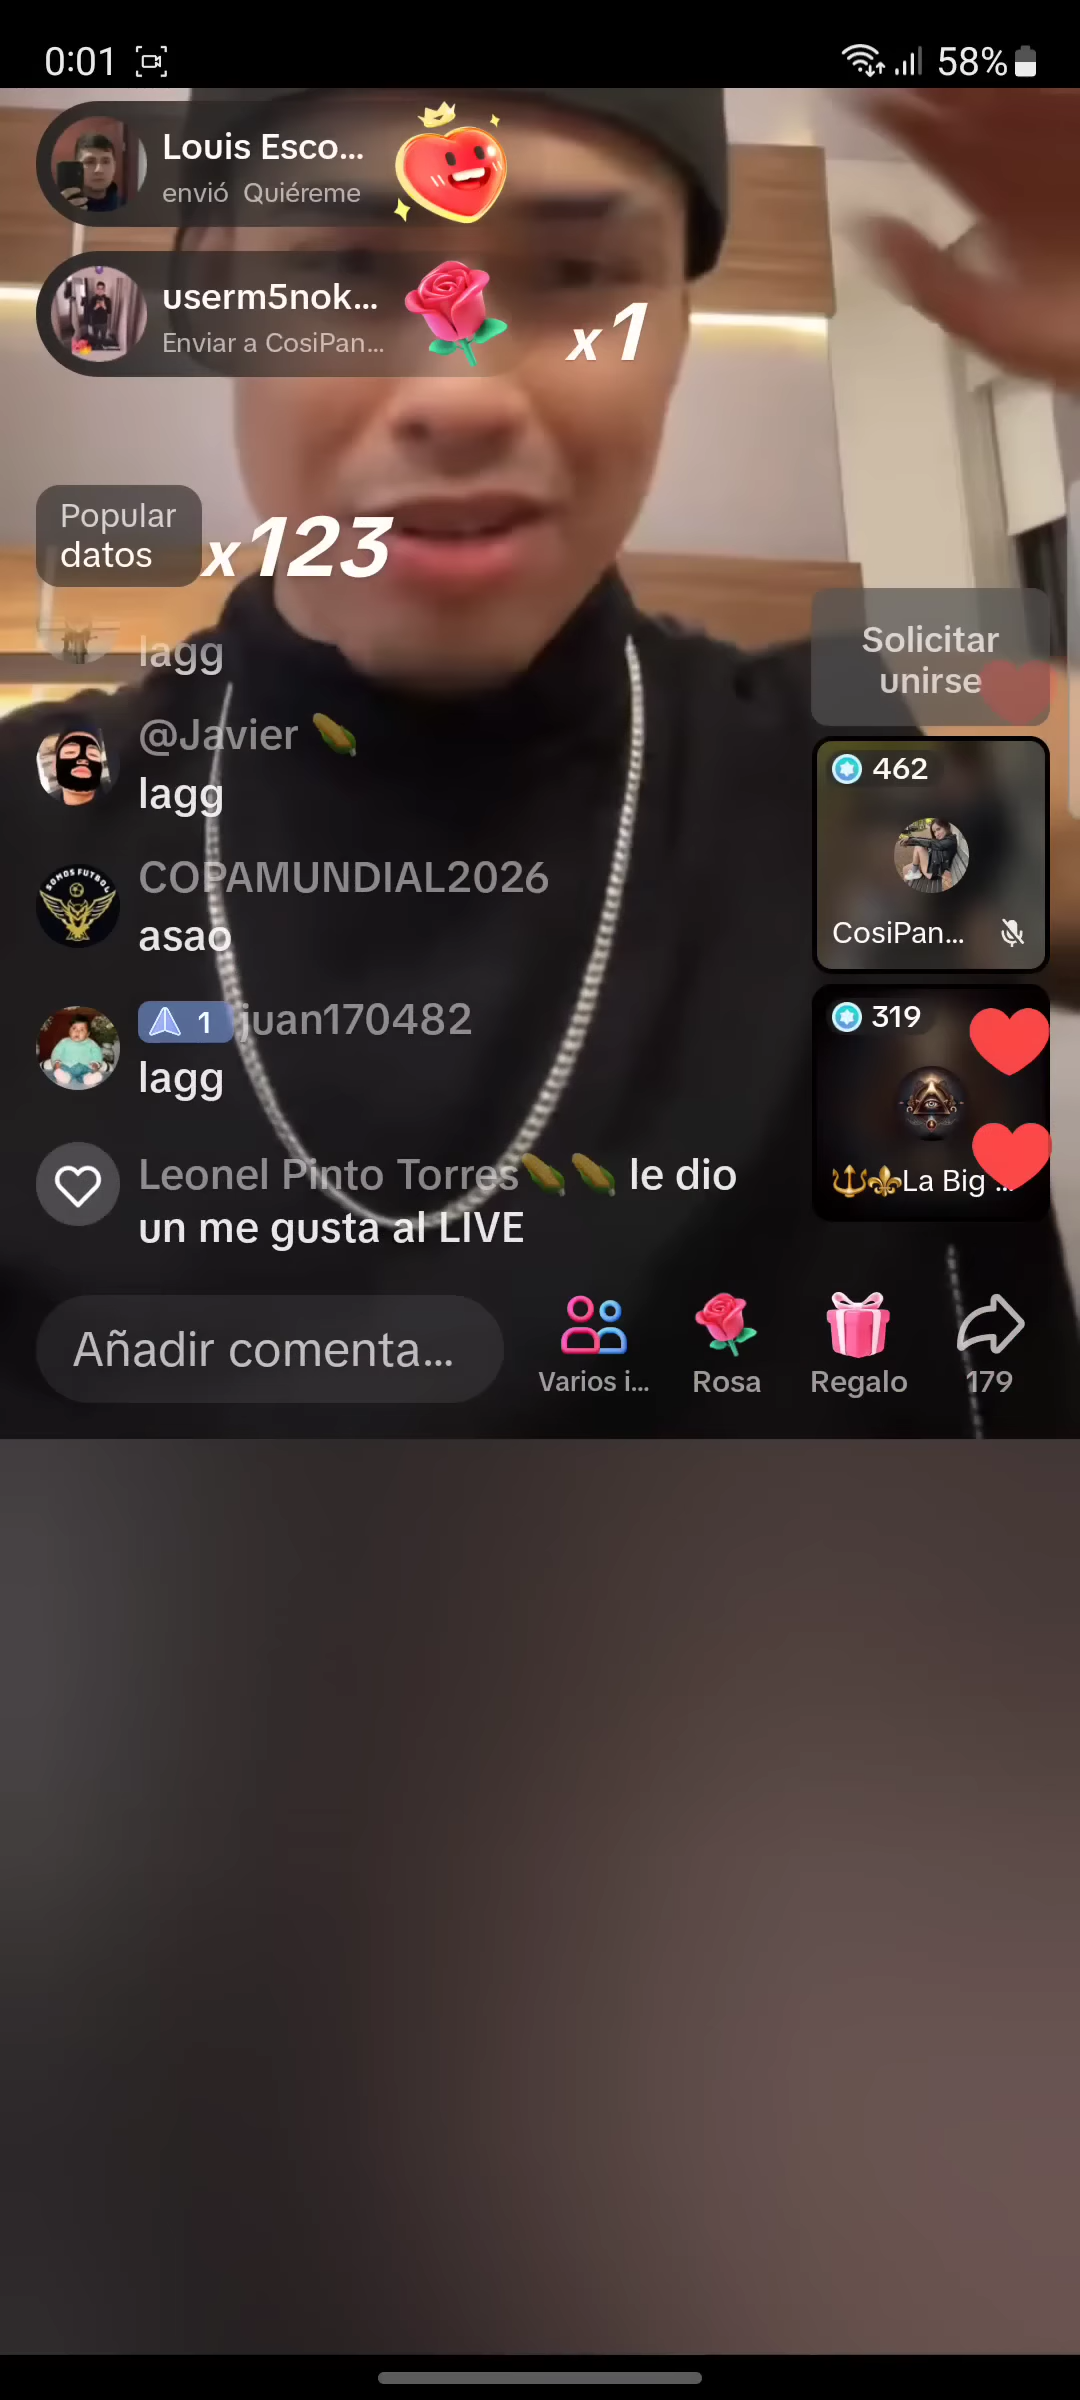 0:01
58%
Louis Esco...
envió Quiéreme
userm5nok...
Enviar a CosiPan...
x1
Popular
datos
x123
lagg
Solicitar
unirse
@Javier 🌽
lagg
462
CosiPan...
COPAMUNDIAL2026
asao
SOMOS FUTBOL
1 juan170482
lagg
319
🔱⚜️La Big ...
Leonel Pinto Torres🌽🌽 le dio
un me gusta al LIVE
Añadir comenta...
Varios i...
Rosa
Regalo
179